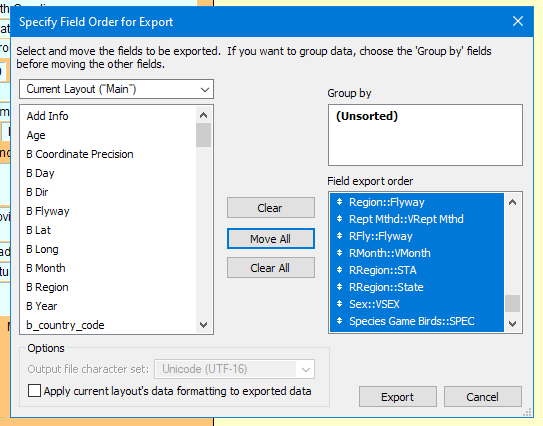 Specify Field Order for Export
Select and move the fields to be exported. If you want to group data, choose the 'Group by' fields
before moving the other fields.
Current Layout ("Main")
Add Info
Age
B Coordinate Precision
B Day
B Dir
B Flyway
B Lat
B Long
B Month
B Region
B Year
b_country_code
Clear
Move All
Clear All
Group by
(Unsorted)
Field export order
Region::Flyway
Rept Mthd::VRept Mthd
RFly::Flyway
RMonth::VMonth
RRegion::STA
RRegion::State
Sex::VSEX
Species Game Birds::SPEC
Options
Output file character set:
Unicode (UTF-16)
Apply current layout's data formatting to exported data
Export
Cancel